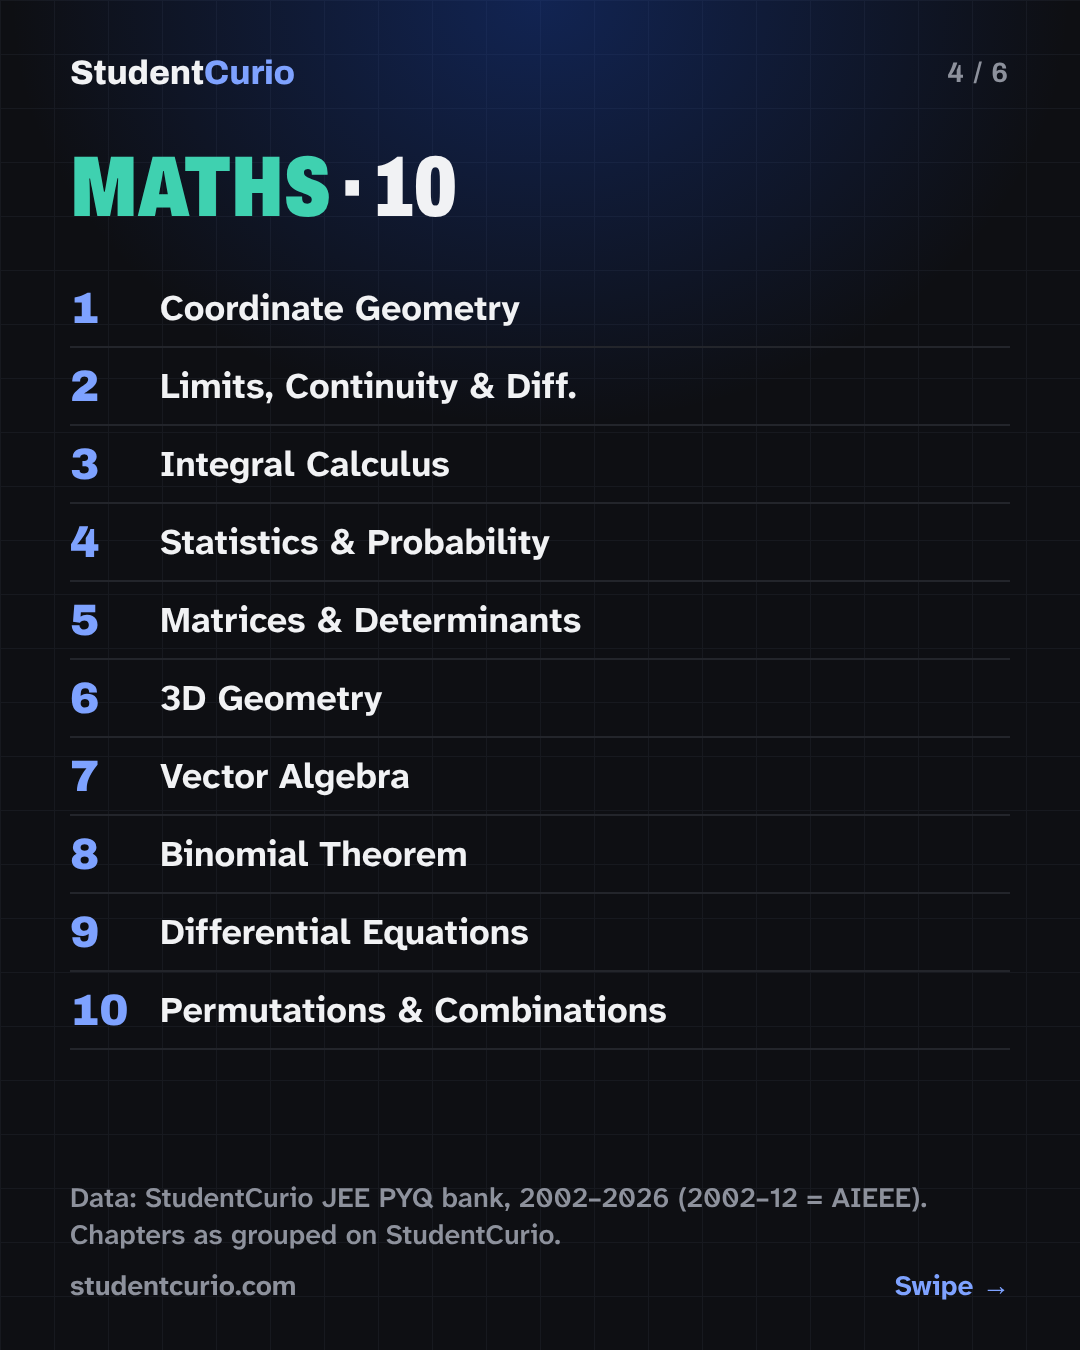 StudentCurio
4 / 6
MATHS · 10
1 Coordinate Geometry
2 Limits, Continuity & Diff.
3 Integral Calculus
4 Statistics & Probability
5 Matrices & Determinants
6 3D Geometry
7 Vector Algebra
8 Binomial Theorem
9 Differential Equations
10 Permutations & Combinations
Data: StudentCurio JEE PYQ bank, 2002–2026 (2002–12 = AIEEE).
Chapters as grouped on StudentCurio.
studentcurio.com
Swipe →